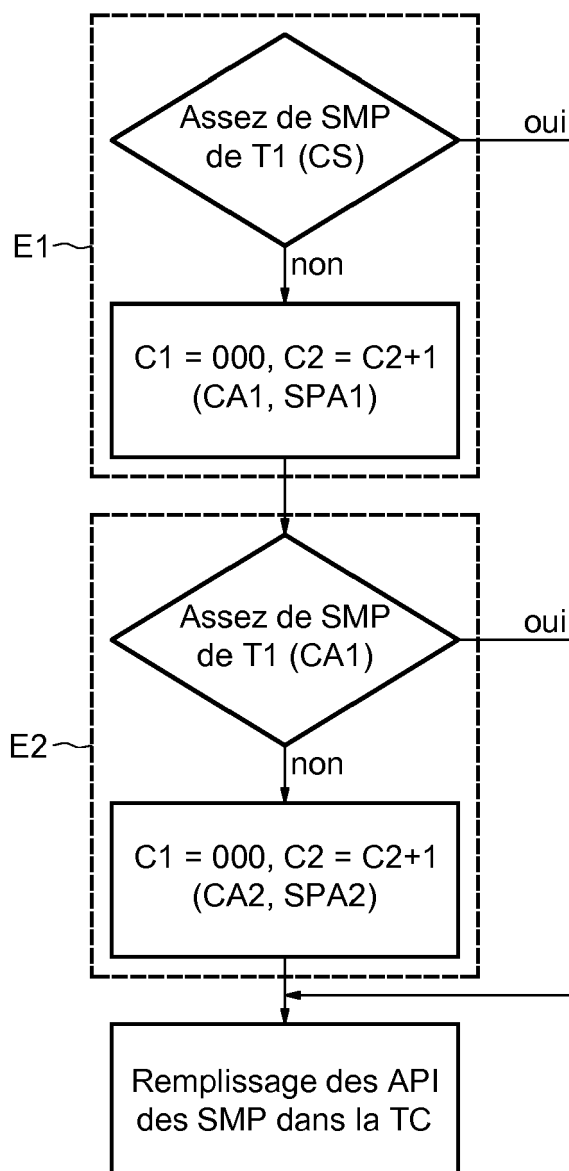 Assez de SMP
de T1 (CS)
oui
E1
non
C1 = 000, C2 = C2+1
(CA1, SPA1)
Assez de SMP
de T1 (CA1)
oui
E2
non
C1 = 000, C2 = C2+1
(CA2, SPA2)
Remplissage des API
des SMP dans la TC